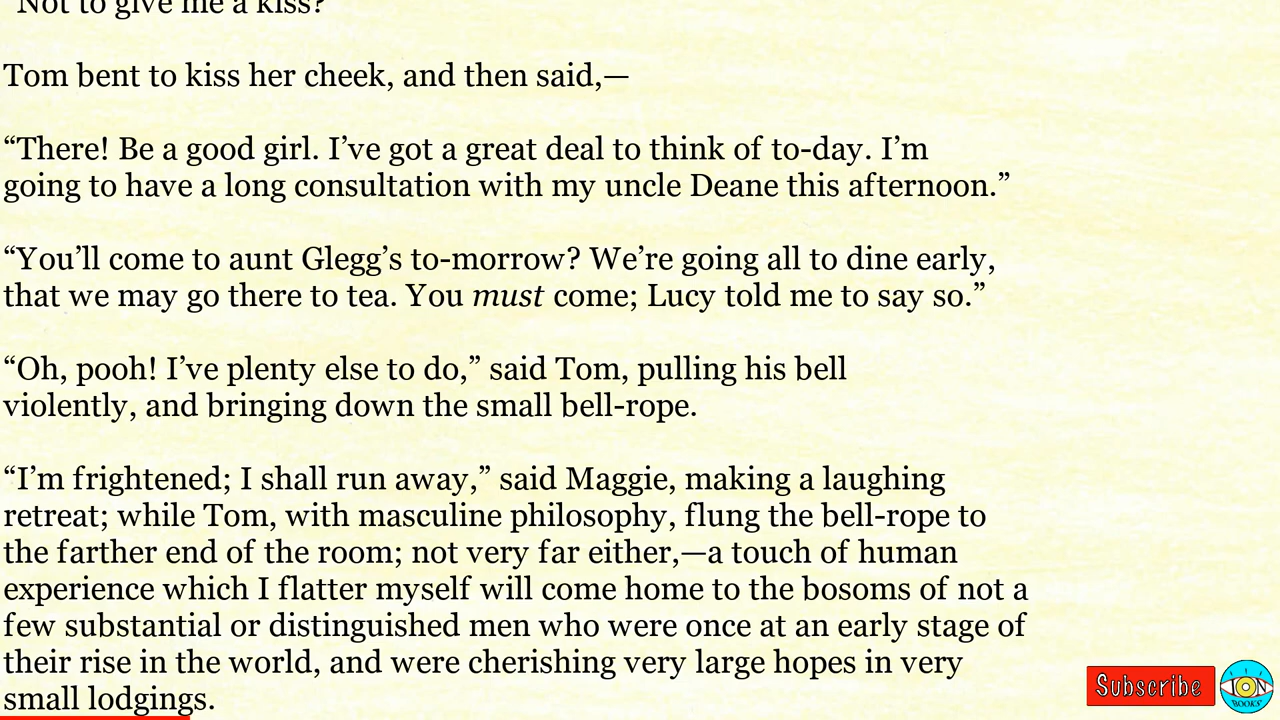 “Not to give me a kiss?
Tom bent to kiss her cheek, and then said,—
“There! Be a good girl. I’ve got a great deal to think of to-day. I’m
going to have a long consultation with my uncle Deane this afternoon.”
“You’ll come to aunt Glegg’s to-morrow? We’re going all to dine early,
that we may go there to tea. You must come; Lucy told me to say so.”
“Oh, pooh! I’ve plenty else to do,” said Tom, pulling his bell
violently, and bringing down the small bell-rope.
“I’m frightened; I shall run away,” said Maggie, making a laughing
retreat; while Tom, with masculine philosophy, flung the bell-rope to
the farther end of the room; not very far either,—a touch of human
experience which I flatter myself will come home to the bosoms of not a
few substantial or distinguished men who were once at an early stage of
their rise in the world, and were cherishing very large hopes in very
small lodgings.
Subscribe
ION
BOOKS